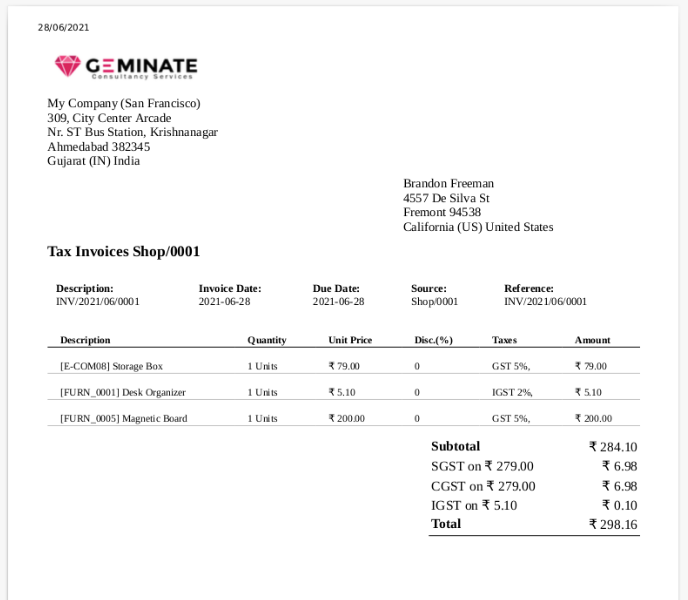 28/06/2021
GEMINATE
Consultancy Services
My Company (San Francisco)
309, City Center Arcade
Nr. ST Bus Station, Krishnanagar
Ahmedabad 382345
Gujarat (IN) India
Brandon Freeman
4557 De Silva St
Fremont 94538
California (US) United States
Tax Invoices Shop/0001
Description: Invoice Date: Due Date: Source: Reference:
INV/2021/06/0001 2021-06-28 2021-06-28 Shop/0001 INV/2021/06/0001
Description Quantity Unit Price Disc.(%) Taxes Amount
[E-COM08] Storage Box 1 Units ₹ 79.00 0 GST 5%, ₹ 79.00
[FURN_0001] Desk Organizer 1 Units ₹ 5.10 0 IGST 2%, ₹ 5.10
[FURN_0005] Magnetic Board 1 Units ₹ 200.00 0 GST 5%, ₹ 200.00
Subtotal ₹ 284.10
SGST on ₹ 279.00 ₹ 6.98
CGST on ₹ 279.00 ₹ 6.98
IGST on ₹ 5.10 ₹ 0.10
Total ₹ 298.16